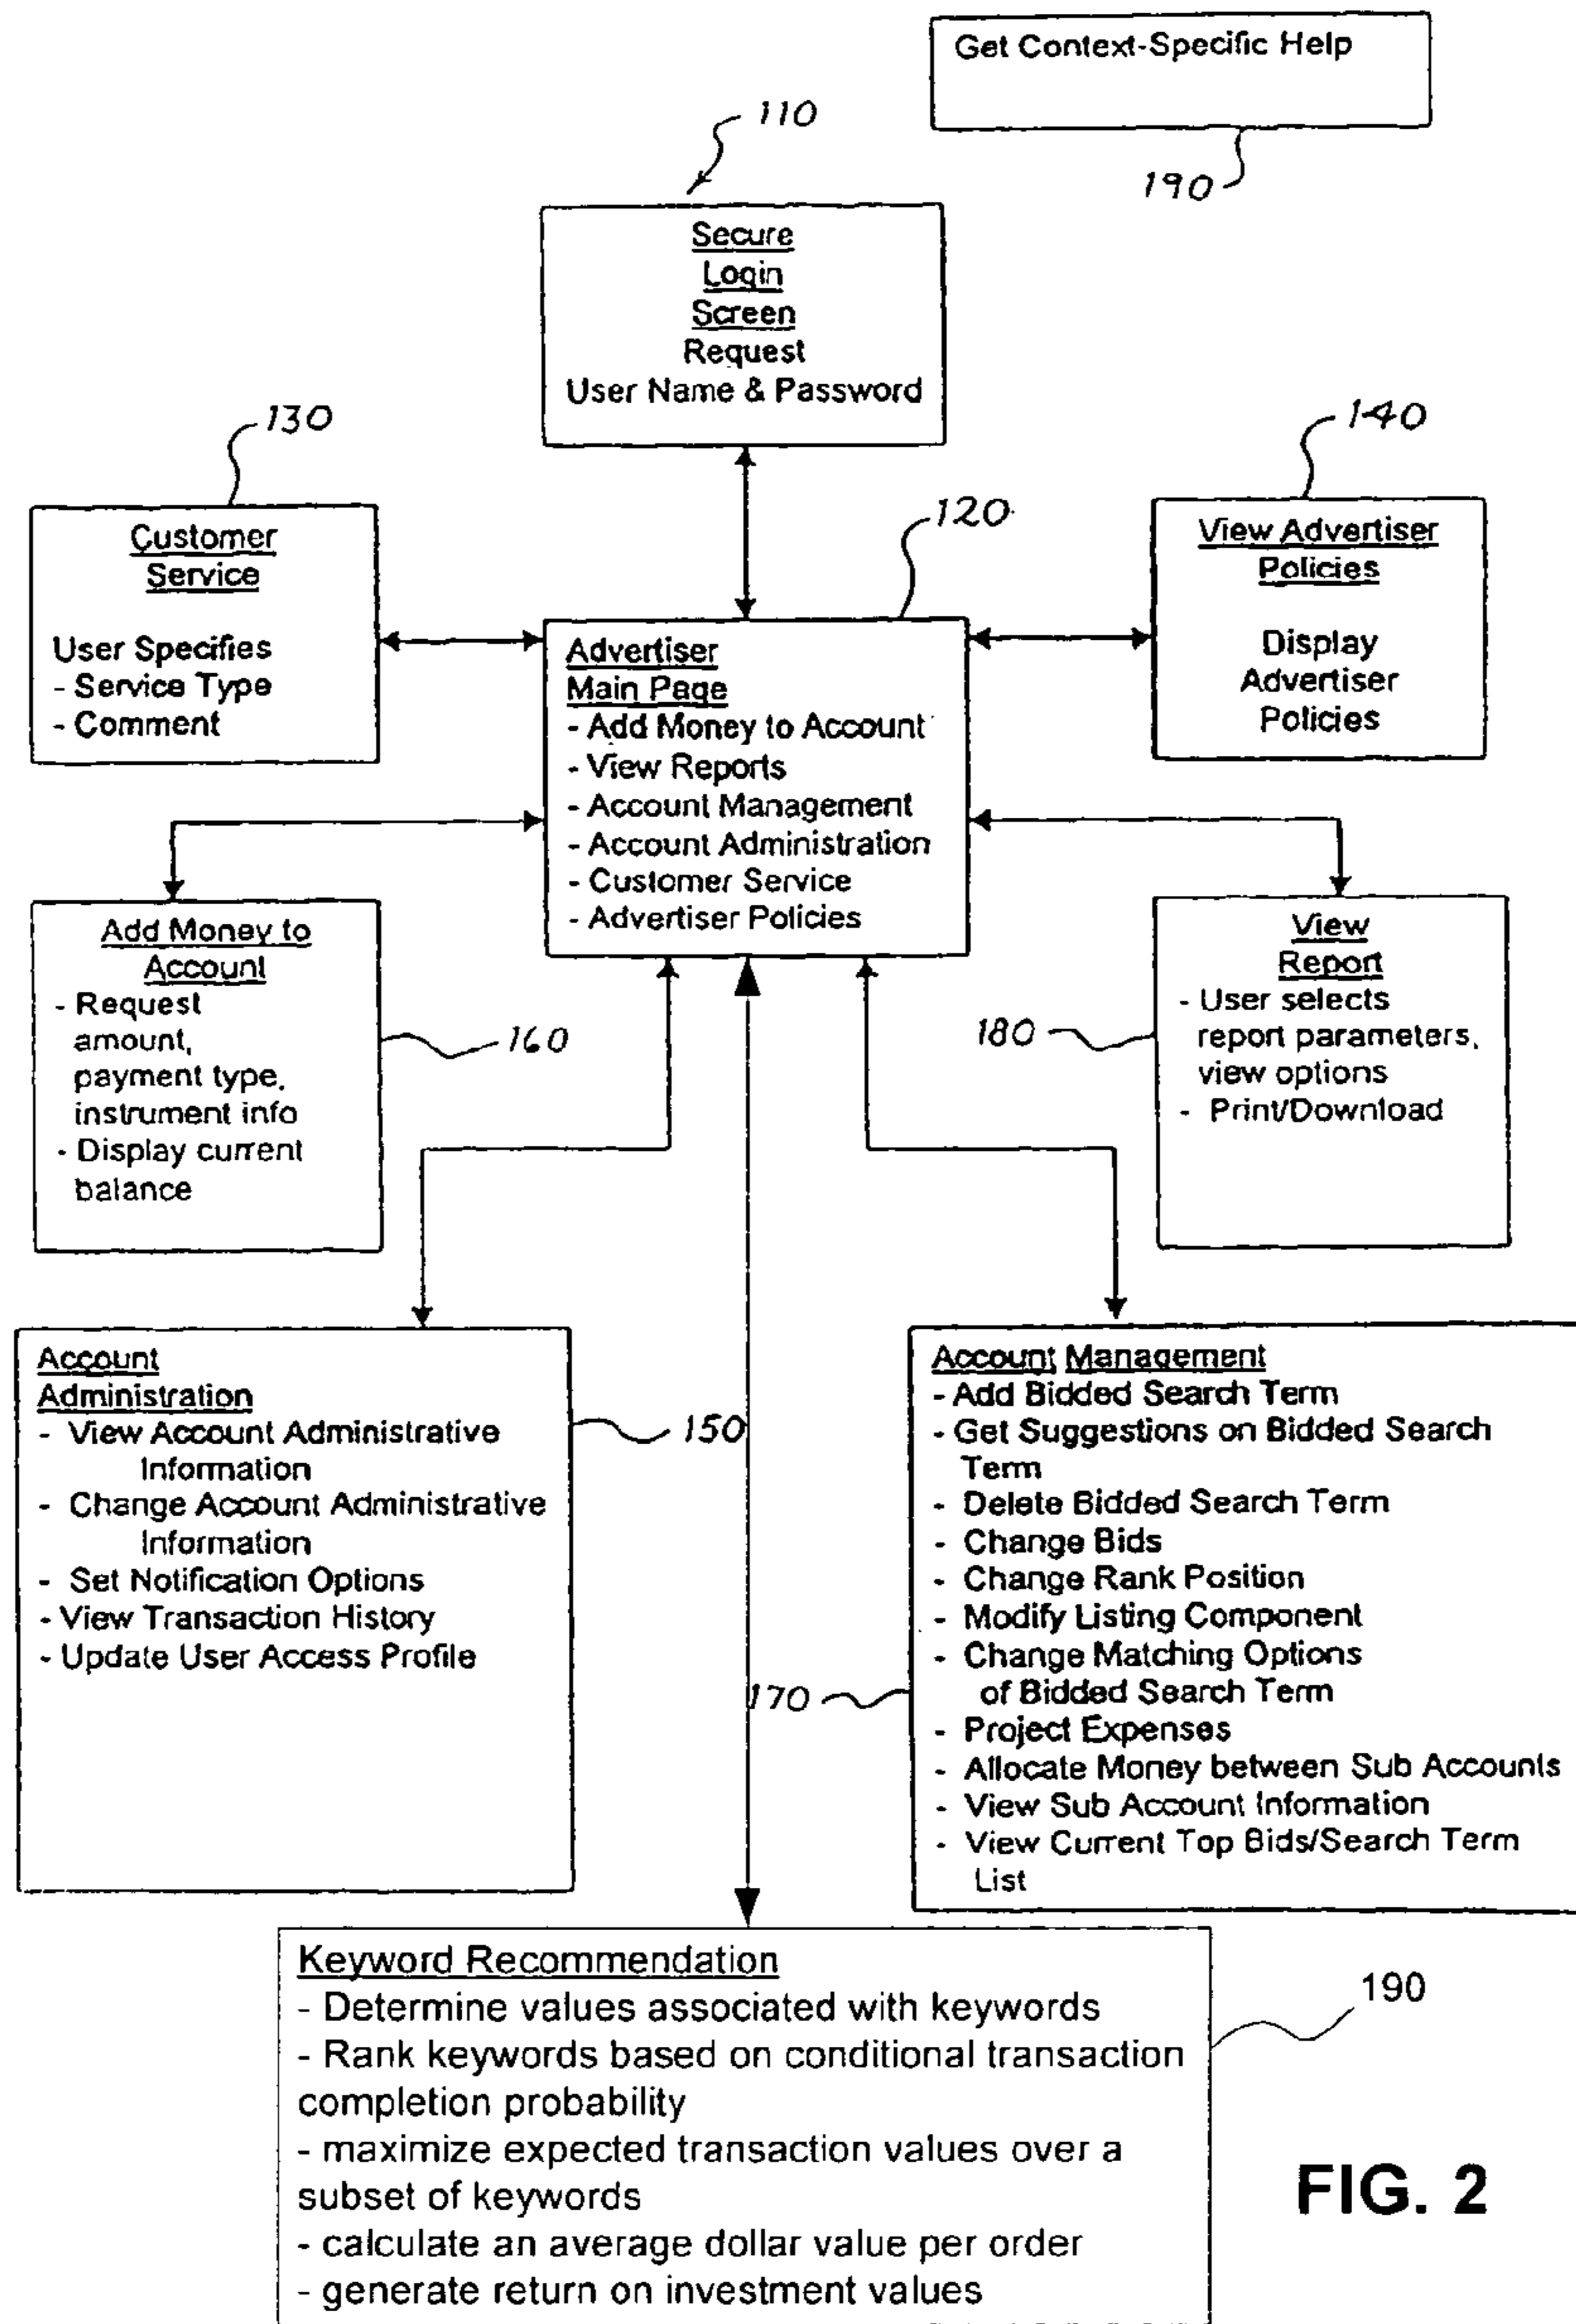 Get Context-Specific Help
190
110
Secure
Login
Screen
Request
User Name & Password
130
Customer
Service
User Specifies
- Service Type
- Comment
120
Advertiser
Main Page
- Add Money to Account
- View Reports
- Account Management
- Account Administration
- Customer Service
- Advertiser Policies
140
View Advertiser
Policies
Display
Advertiser
Policies
Add Money to
Account
- Request
amount,
payment type,
instrument info
- Display current
balance
160
180
View
Report
- User selects
report parameters,
view options
- Print/Download
Account
Administration
- View Account Administrative
Information
- Change Account Administrative
Information
- Set Notification Options
- View Transaction History
- Update User Access Profile
150
170
Account Management
- Add Bidded Search Term
- Get Suggestions on Bidded Search
Term
- Delete Bidded Search Term
- Change Bids
- Change Rank Position
- Modify Listing Component
- Change Matching Options
of Bidded Search Term
- Project Expenses
- Allocate Money between Sub Accounts
- View Sub Account Information
- View Current Top Bids/Search Term
List
Keyword Recommendation
- Determine values associated with keywords
- Rank keywords based on conditional transaction
completion probability
- maximize expected transaction values over a
subset of keywords
- calculate an average dollar value per order
- generate return on investment values
190
FIG. 2